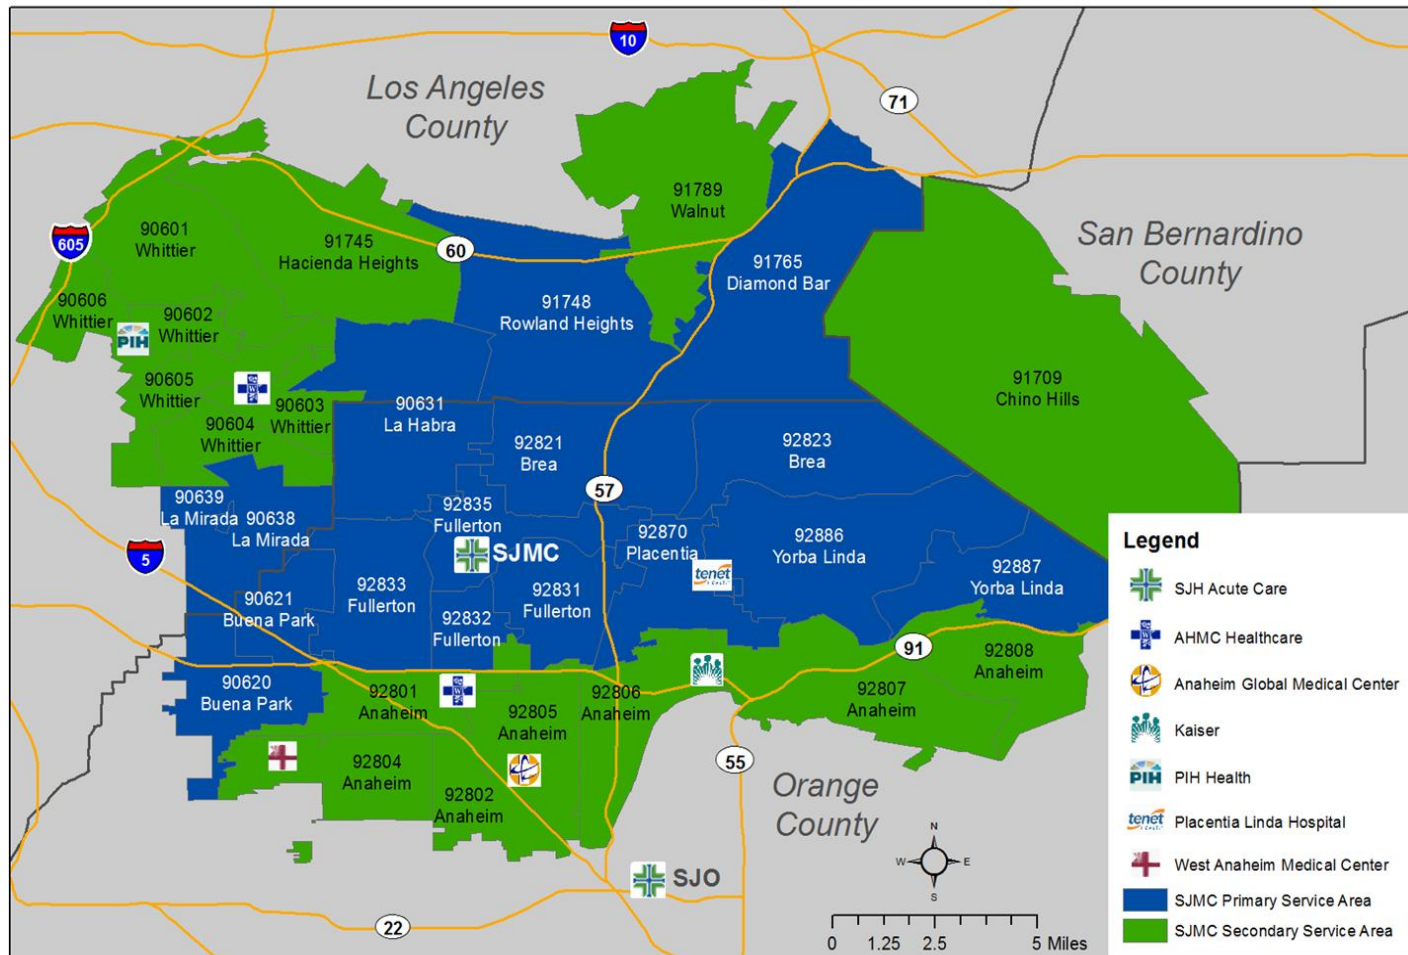 10
Los Angeles
County
71
91789
Walnut
90601
Whittier
605
91745
Hacienda Heights
60
San Bernardino
County
91765
Diamond Bar
90606
Whittier
90602
Whittier
PIH
91748
Rowland Heights
90605
Whittier
90603
Whittier
90604
Whittier
91709
Chino Hills
90631
La Habra
92821
Brea
92823
Brea
57
90639
La Mirada
90638
La Mirada
92835
Fullerton
SJMC
92870
Placentia
tenet
92886
Yorba Linda
92887
Yorba Linda
5
92833
Fullerton
92831
Fullerton
90621
Buena Park
92832
Fullerton
91
92808
Anaheim
90620
Buena Park
92801
Anaheim
92806
Anaheim
92805
Anaheim
92807
Anaheim
92804
Anaheim
92802
Anaheim
55
Orange
County
SJO
22
N
W
E
S
0
1.25
2.5
5 Miles
Legend
SJH Acute Care
AHMC Healthcare
Anaheim Global Medical Center
Kaiser
PIH
PIH Health
tenet
Placentia Linda Hospital
West Anaheim Medical Center
SJMC Primary Service Area
SJMC Secondary Service Area